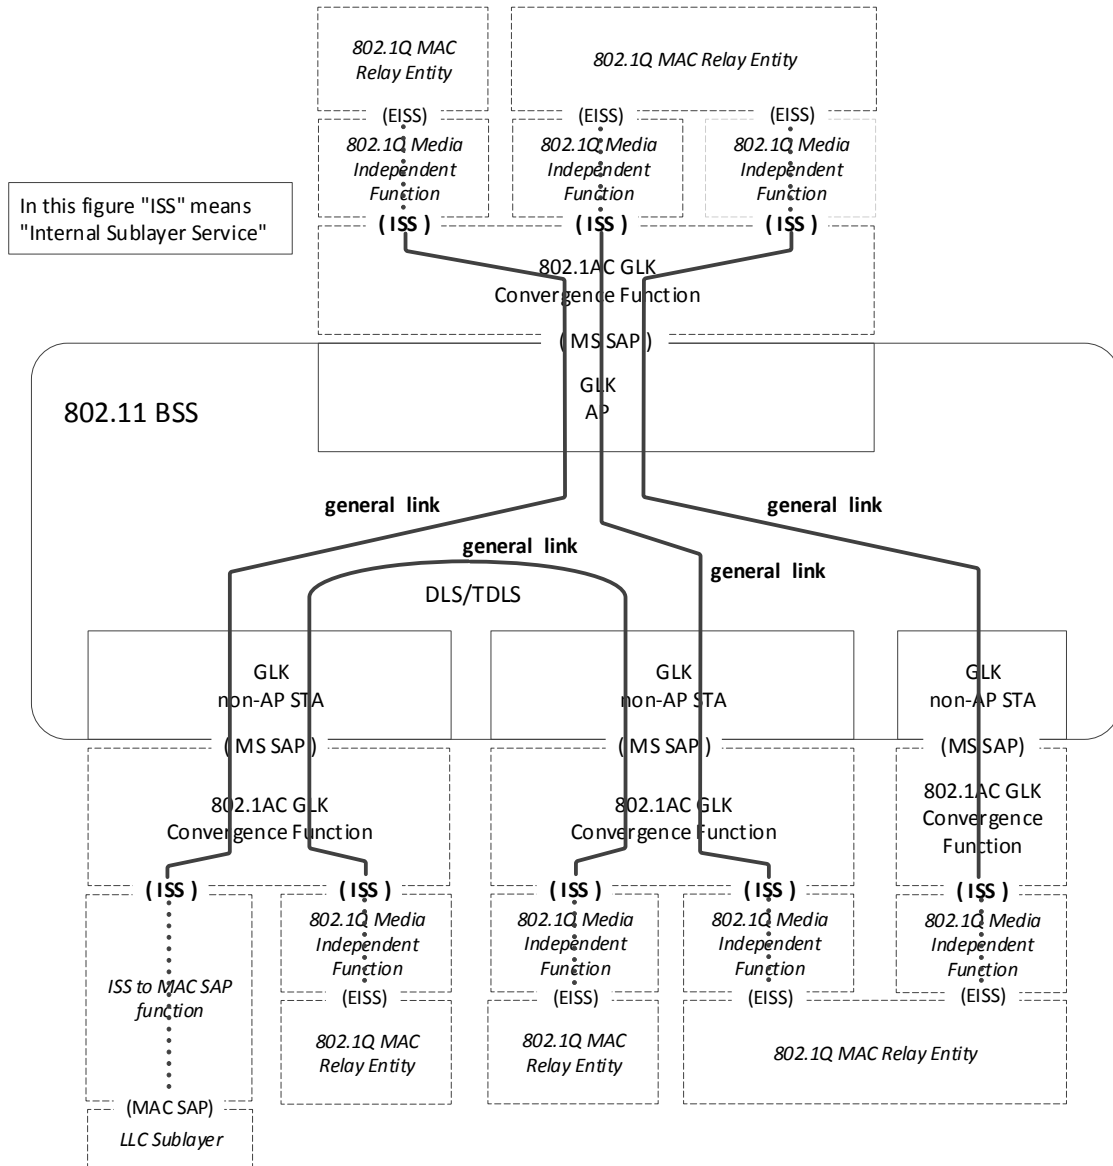 802.1Q MAC
Relay Entity
802.1Q MAC Relay Entity
(EISS)
(EISS)
(EISS)
802.1Q Media
Independent
Function
802.1Q Media
Independent
Function
802.1Q Media
Independent
Function
In this figure "ISS" means
"Internal Sublayer Service"
( ISS )
( ISS )
( ISS )
802.1AC GLK
Convergence Function
( MS SAP )
GLK
AP
802.11 BSS
general link
general link
general link
general link
DLS/TDLS
GLK
non-AP STA
GLK
non-AP STA
GLK
non-AP STA
( MS SAP )
( MS SAP )
(MS SAP)
802.1AC GLK
Convergence Function
802.1AC GLK
Convergence Function
802.1AC GLK
Convergence
Function
( ISS )
( ISS )
( ISS )
( ISS )
( ISS )
ISS to MAC SAP
function
802.1Q Media
Independent
Function
802.1Q Media
Independent
Function
802.1Q Media
Independent
Function
802.1Q Media
Independent
Function
(EISS)
(EISS)
(EISS)
(EISS)
802.1Q MAC
Relay Entity
802.1Q MAC
Relay Entity
802.1Q MAC Relay Entity
(MAC SAP)
LLC Sublayer